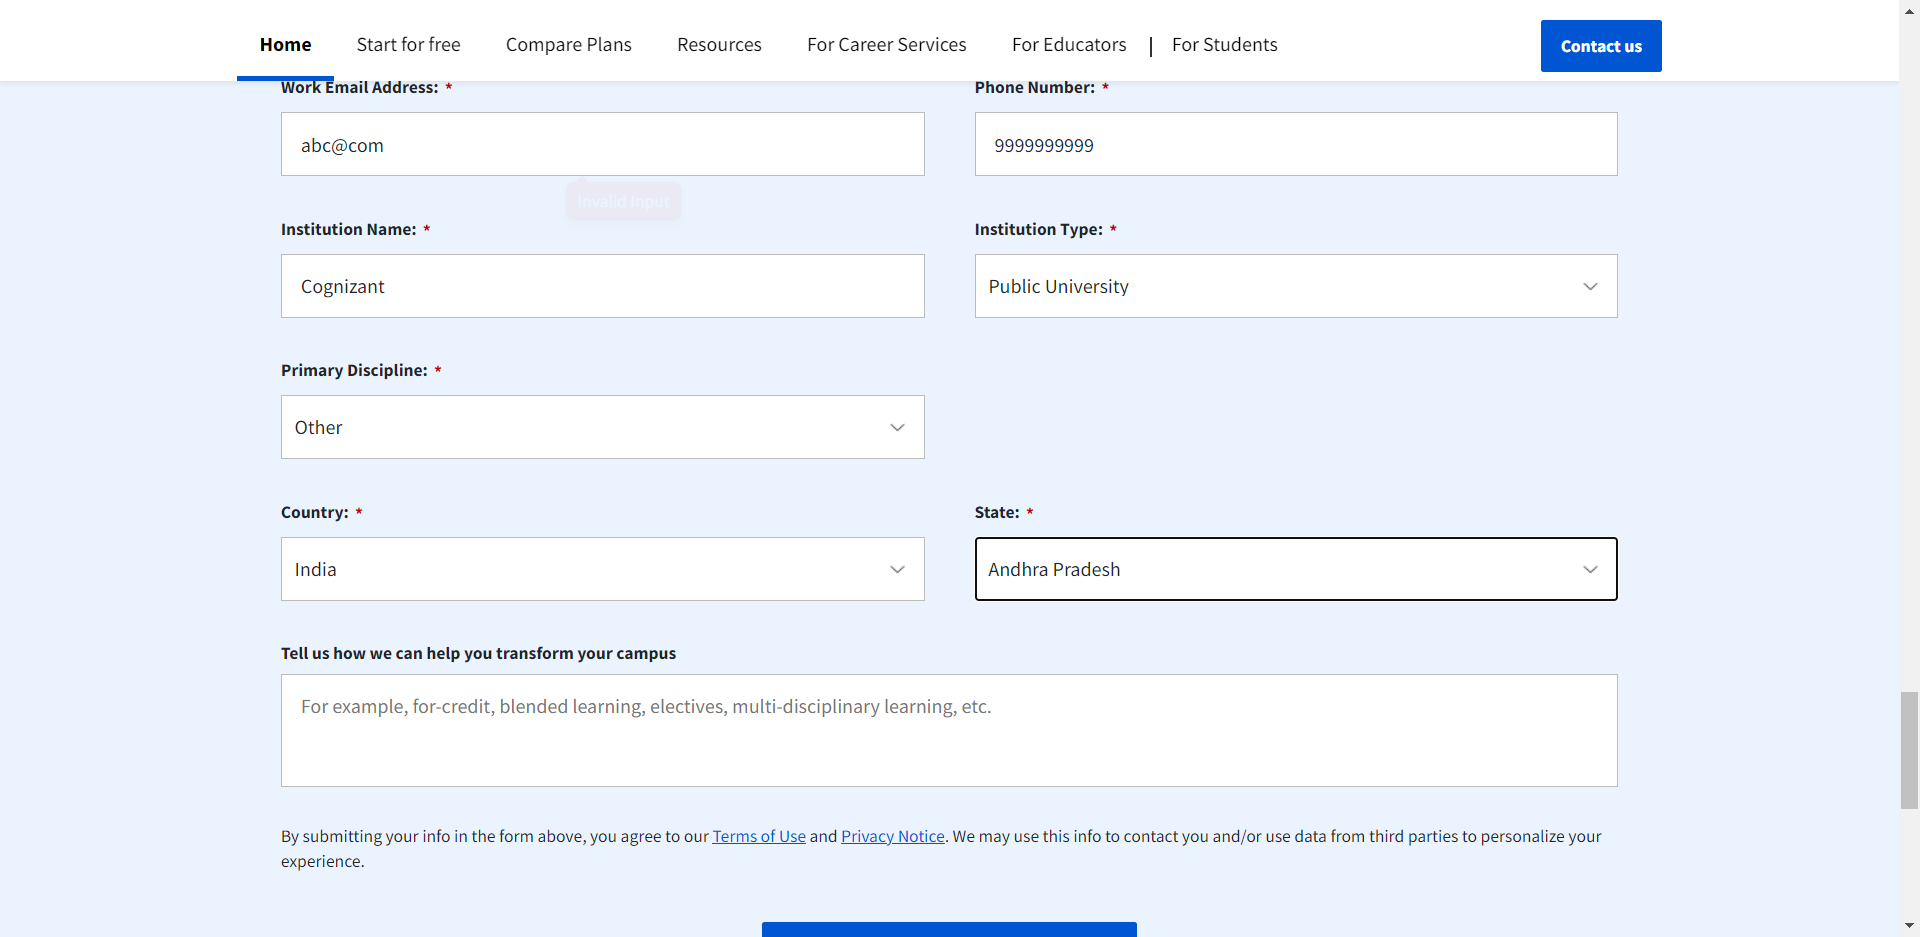 Home Start for free Compare Plans Resources For Career Services For Educators | For Students Contact us
Work Email Address: * Phone Number: *
abc@com 9999999999
Invalid Input
Institution Name: * Institution Type: *
Cognizant Public University
Primary Discipline: *
Other
Country: * State: *
India Andhra Pradesh
Tell us how we can help you transform your campus
For example, for-credit, blended learning, electives, multi-disciplinary learning, etc.
By submitting your info in the form above, you agree to our Terms of Use and Privacy Notice. We may use this info to contact you and/or use data from third parties to personalize your
experience.